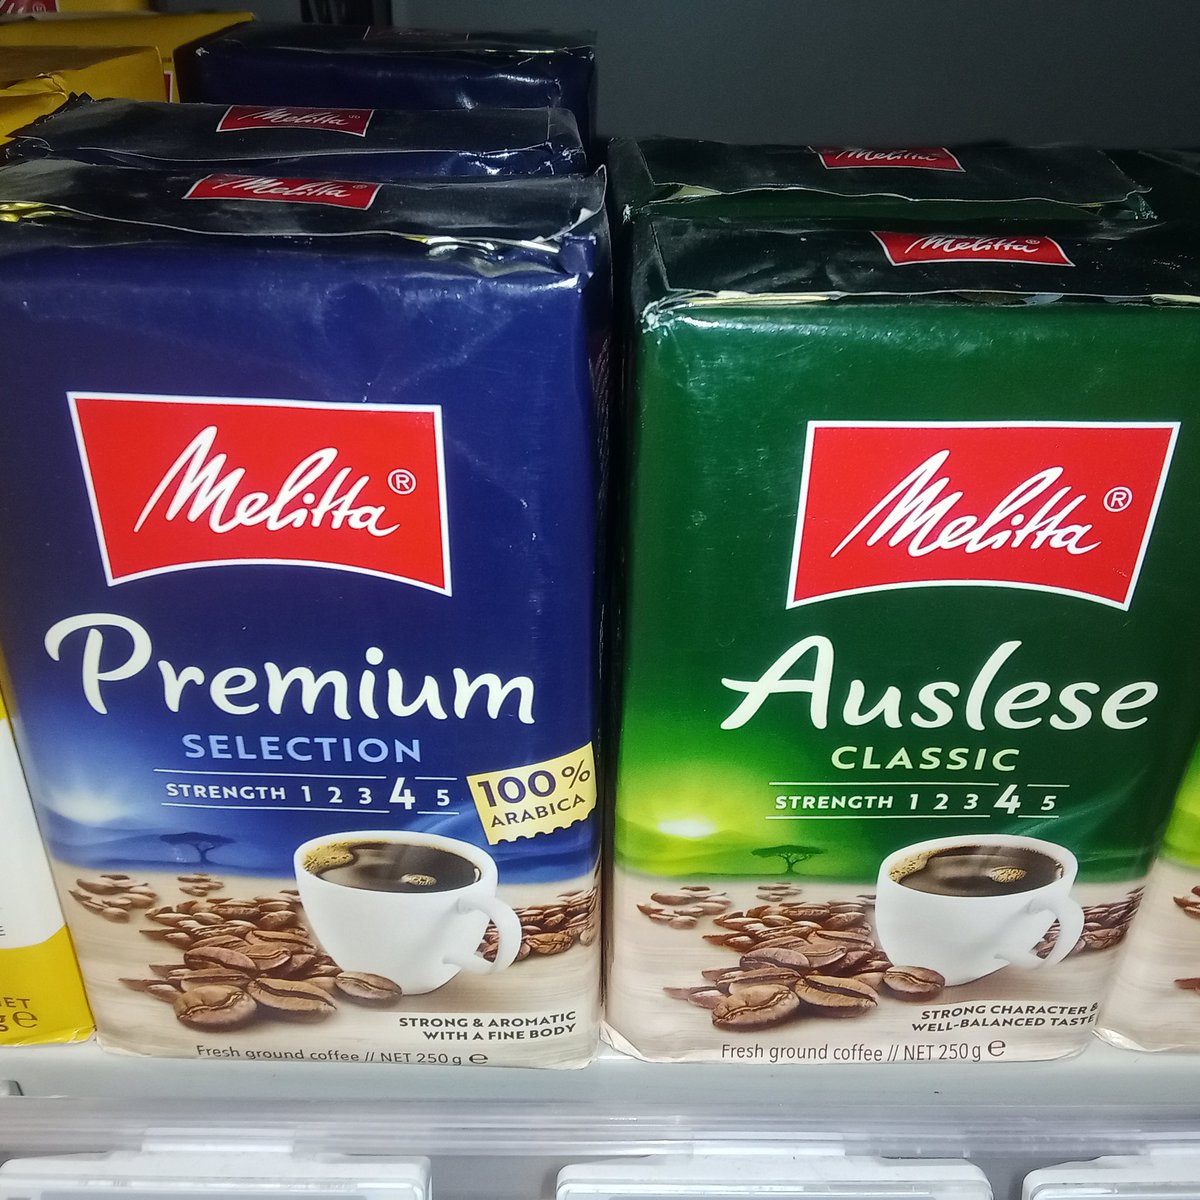 Melitta
Melitta ®
Melitta ®
Premium
SELECTION
STRENGTH 1 2 3 4 5
100%
ARABICA
STRONG & AROMATIC
WITH A FINE BODY
Fresh ground coffee // NET 250 g ℮
Melitta
Melitta ®
Melitta ®
Auslese
CLASSIC
STRENGTH 1 2 3 4 5
STRONG CHARACTER &
WELL-BALANCED TASTE
Fresh ground coffee // NET 250 g ℮